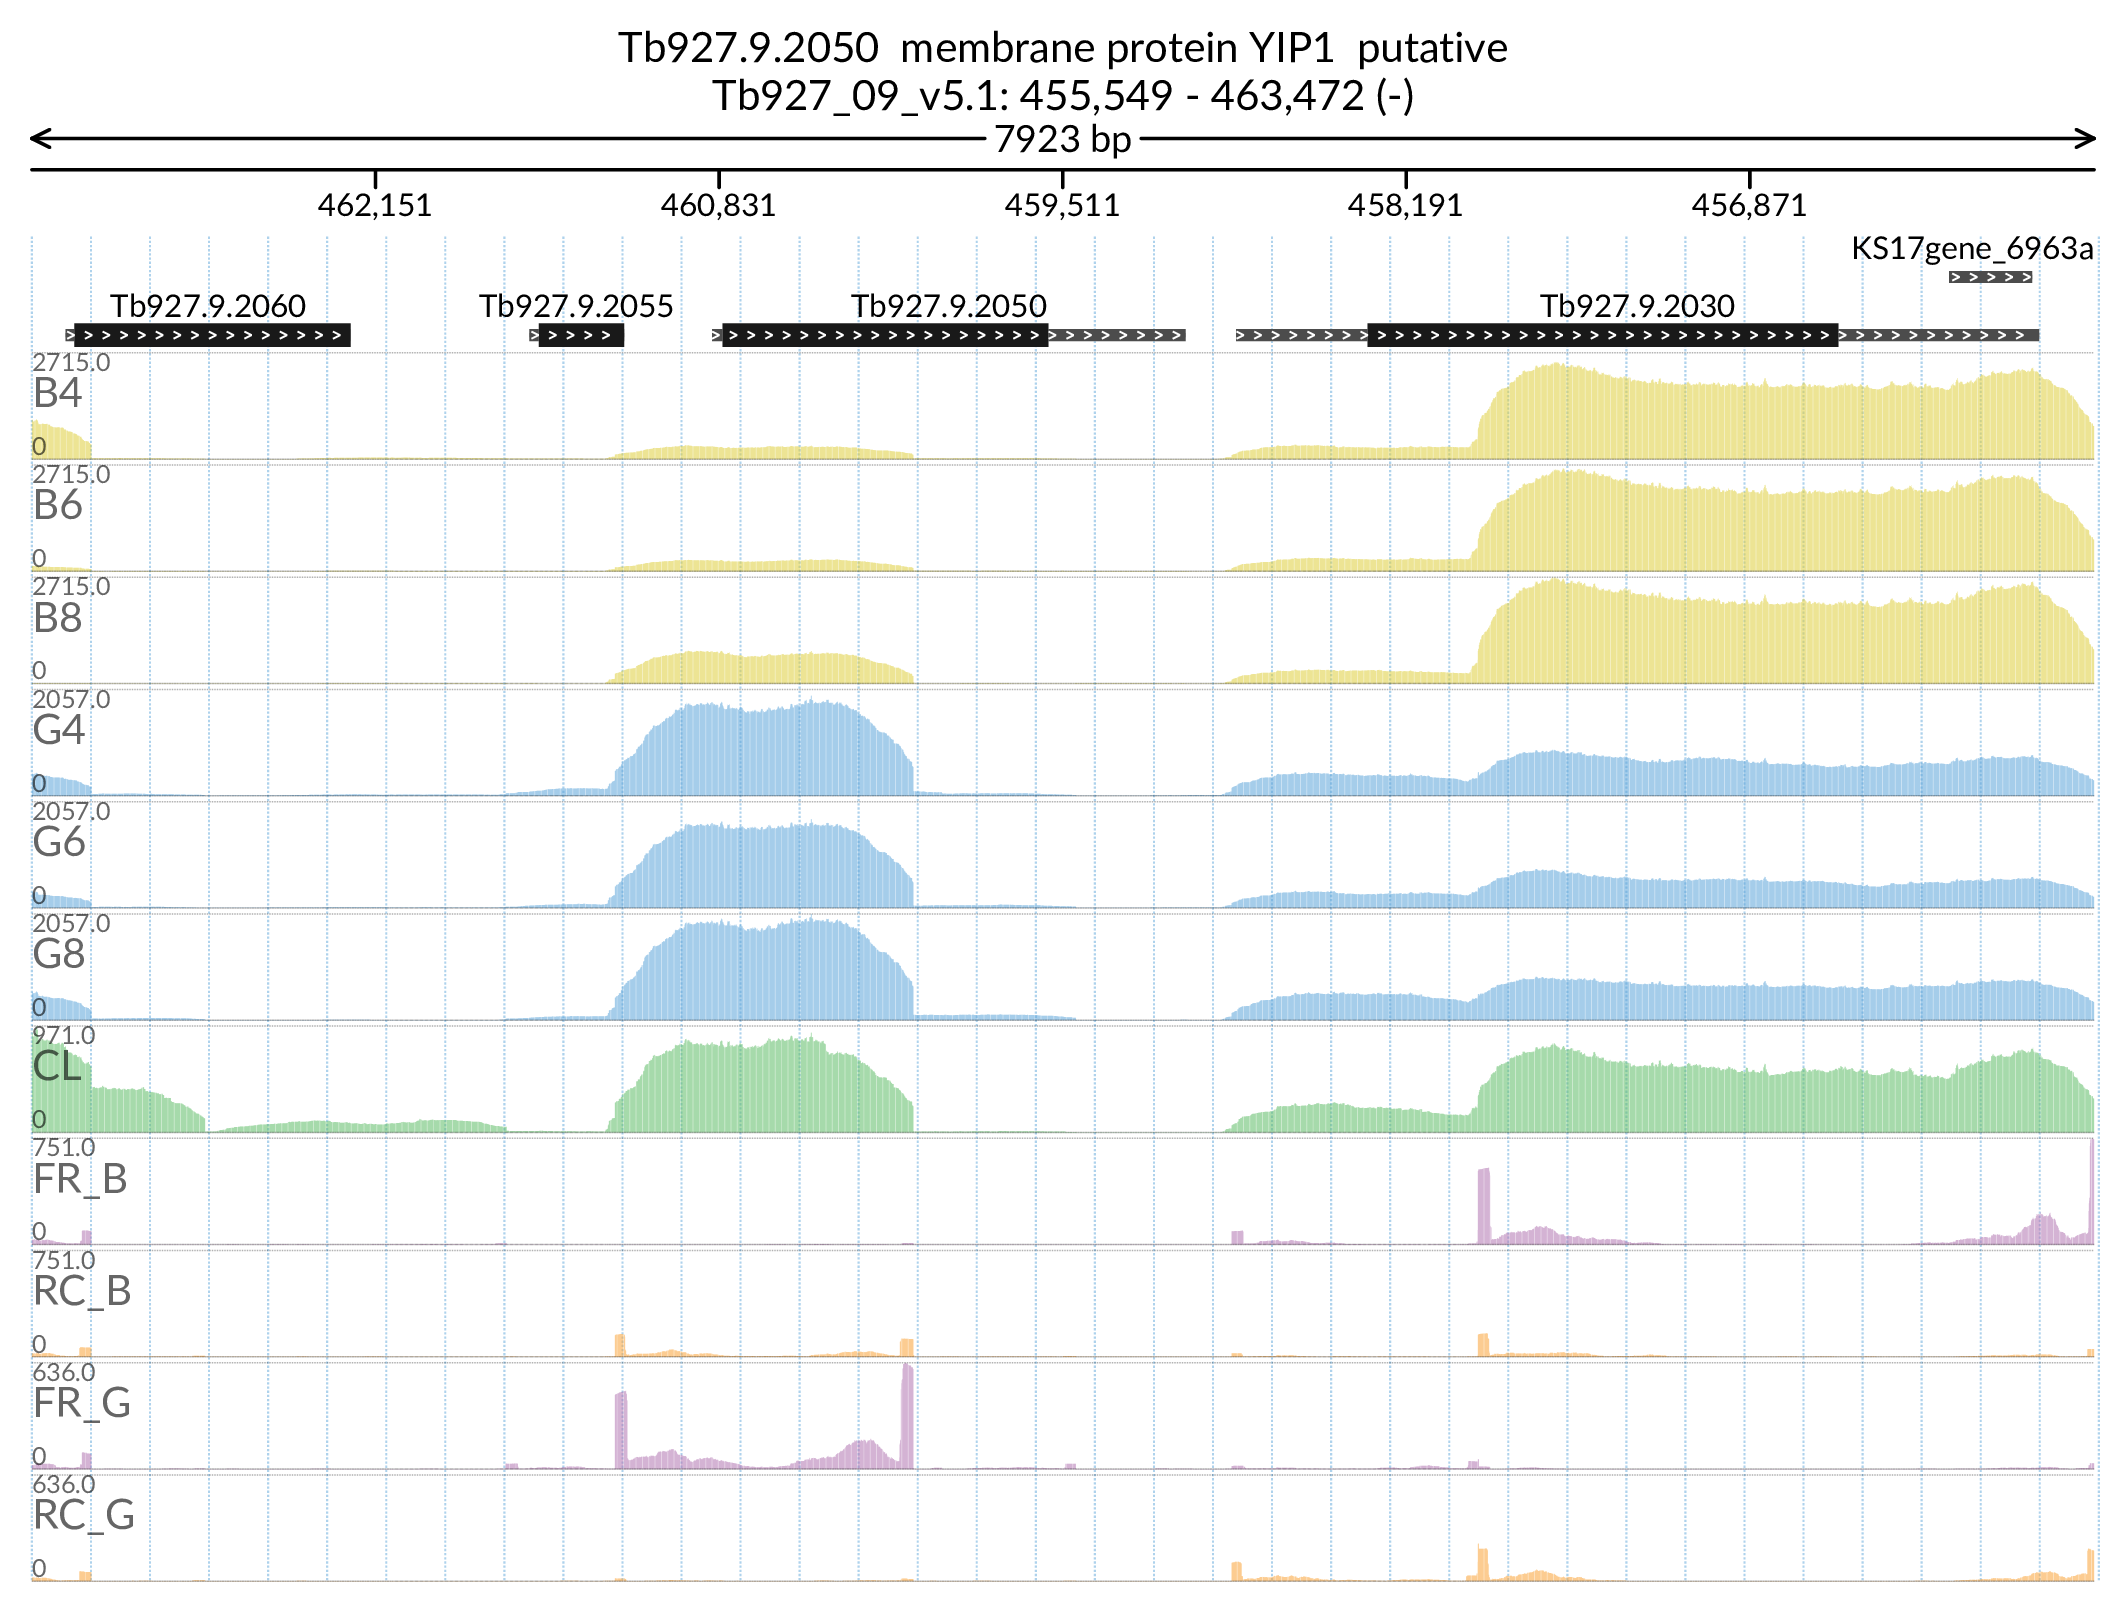 Tb927.9.2050  membrane protein YIP1  putative
Tb927_09_v5.1: 455,549 - 463,472 (-)
7923 bp
462,151 460,831 459,511 458,191 456,871
KS17gene_6963a
Tb927.9.2060 Tb927.9.2055 Tb927.9.2050 Tb927.9.2030
2715.0
B4
0
2715.0
B6
0
2715.0
B8
0
2057.0
G4
0
2057.0
G6
0
2057.0
G8
0
971.0
CL
0
751.0
FR_B
0
751.0
RC_B
0
636.0
FR_G
0
636.0
RC_G
0